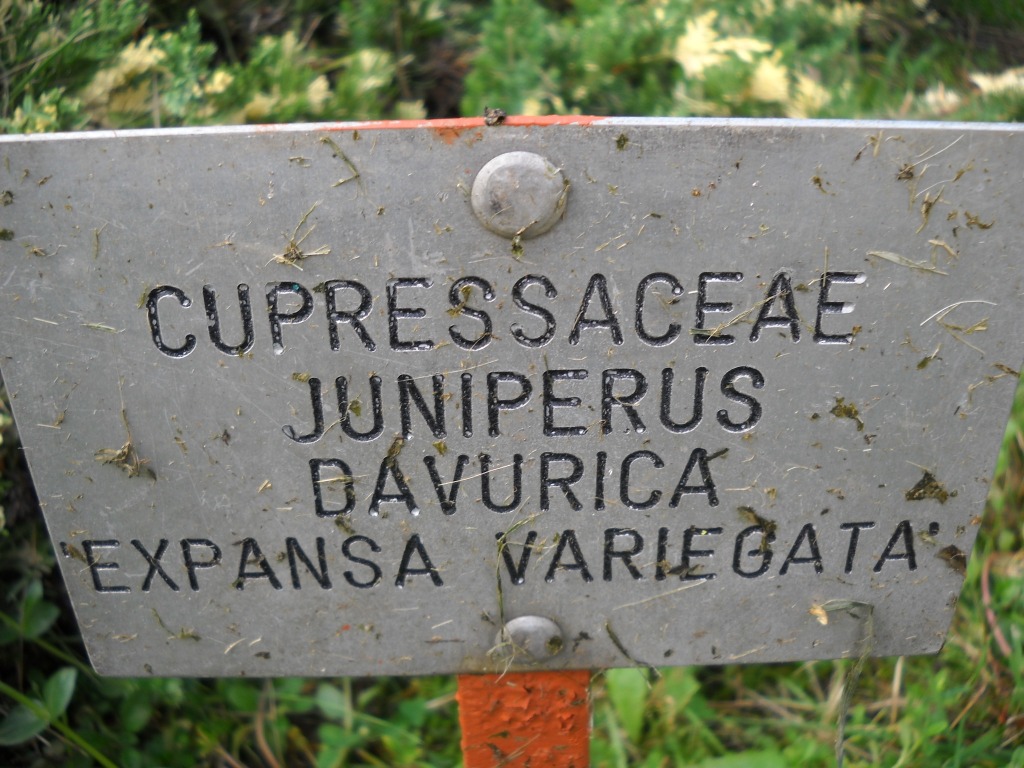 CUPRESSACEAE
JUNIPERUS
DAVURICA
'EXPANSA VARIEGATA'